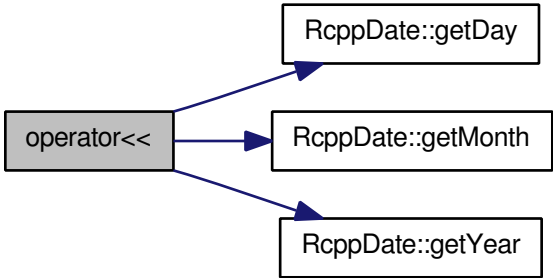 operator<<
RcppDate::getDay
RcppDate::getMonth
RcppDate::getYear